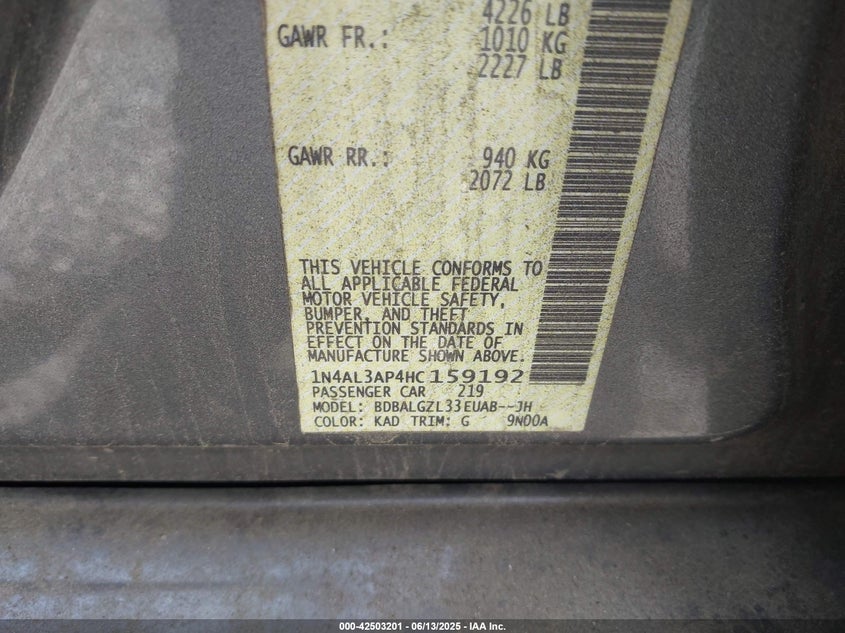 4226 LB
GAWR FR.: 1010 KG
2227 LB
GAWR RR.: 940 KG
2072 LB
THIS VEHICLE CONFORMS TO
ALL APPLICABLE FEDERAL
MOTOR VEHICLE SAFETY,
BUMPER, AND THEFT
PREVENTION STANDARDS IN
EFFECT ON THE DATE OF
MANUFACTURE SHOWN ABOVE.
1N4AL3AP4HC159192
PASSENGER CAR 219
MODEL: BDBALGZL33EUAB--JH
COLOR: KAD TRIM: G 9N00A
000-42503201 - 06/13/2025 - IAA Inc.